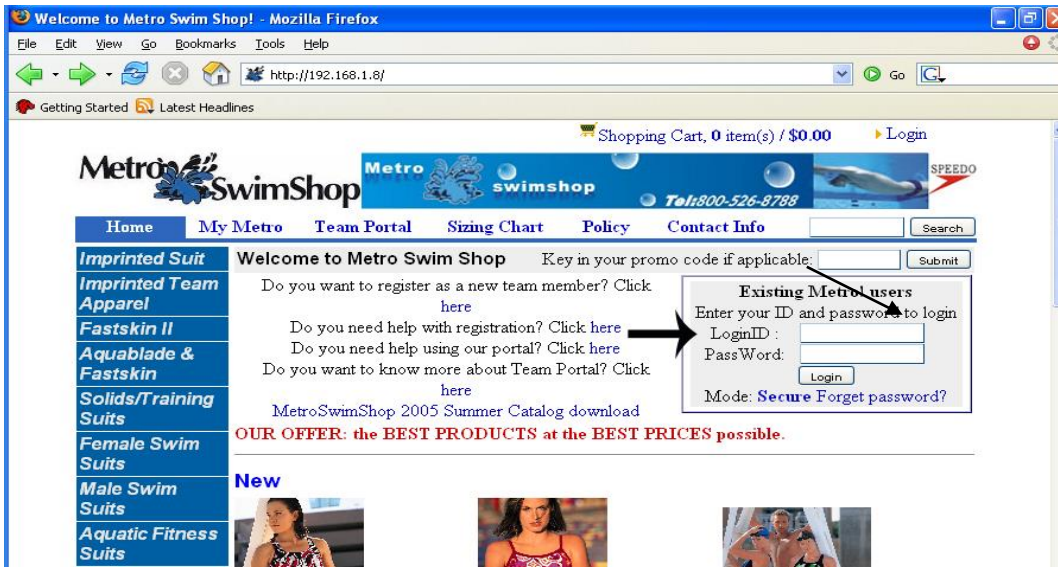 Welcome to Metro Swim Shop! - Mozilla Firefox
File Edit View Go Bookmarks Tools Help
http://192.168.1.8/
Go
G
Getting Started Latest Headlines
Shopping Cart, 0 item(s) / $0.00 Login
Metro SwimShop
Metro swimshop Tel:800-526-8788
SPEEDO
Home My Metro Team Portal Sizing Chart Policy Contact Info Search
Imprinted Suit
Imprinted Team
Apparel
Fastskin II
Aquablade &
Fastskin
Solids/Training
Suits
Female Swim
Suits
Male Swim
Suits
Aquatic Fitness
Suits
Welcome to Metro Swim Shop Key in your promo code if applicable: Submit
Do you want to register as a new team member? Click
here
Do you need help with registration? Click here
Do you need help using our portal? Click here
Do you want to know more about Team Portal? Click
here
MetroSwimShop 2005 Summer Catalog download
Existing Metro! users
Enter your ID and password to login
LoginID :
PassWord:
Login
Mode: Secure Forget password?
OUR OFFER: the BEST PRODUCTS at the BEST PRICES possible.
New